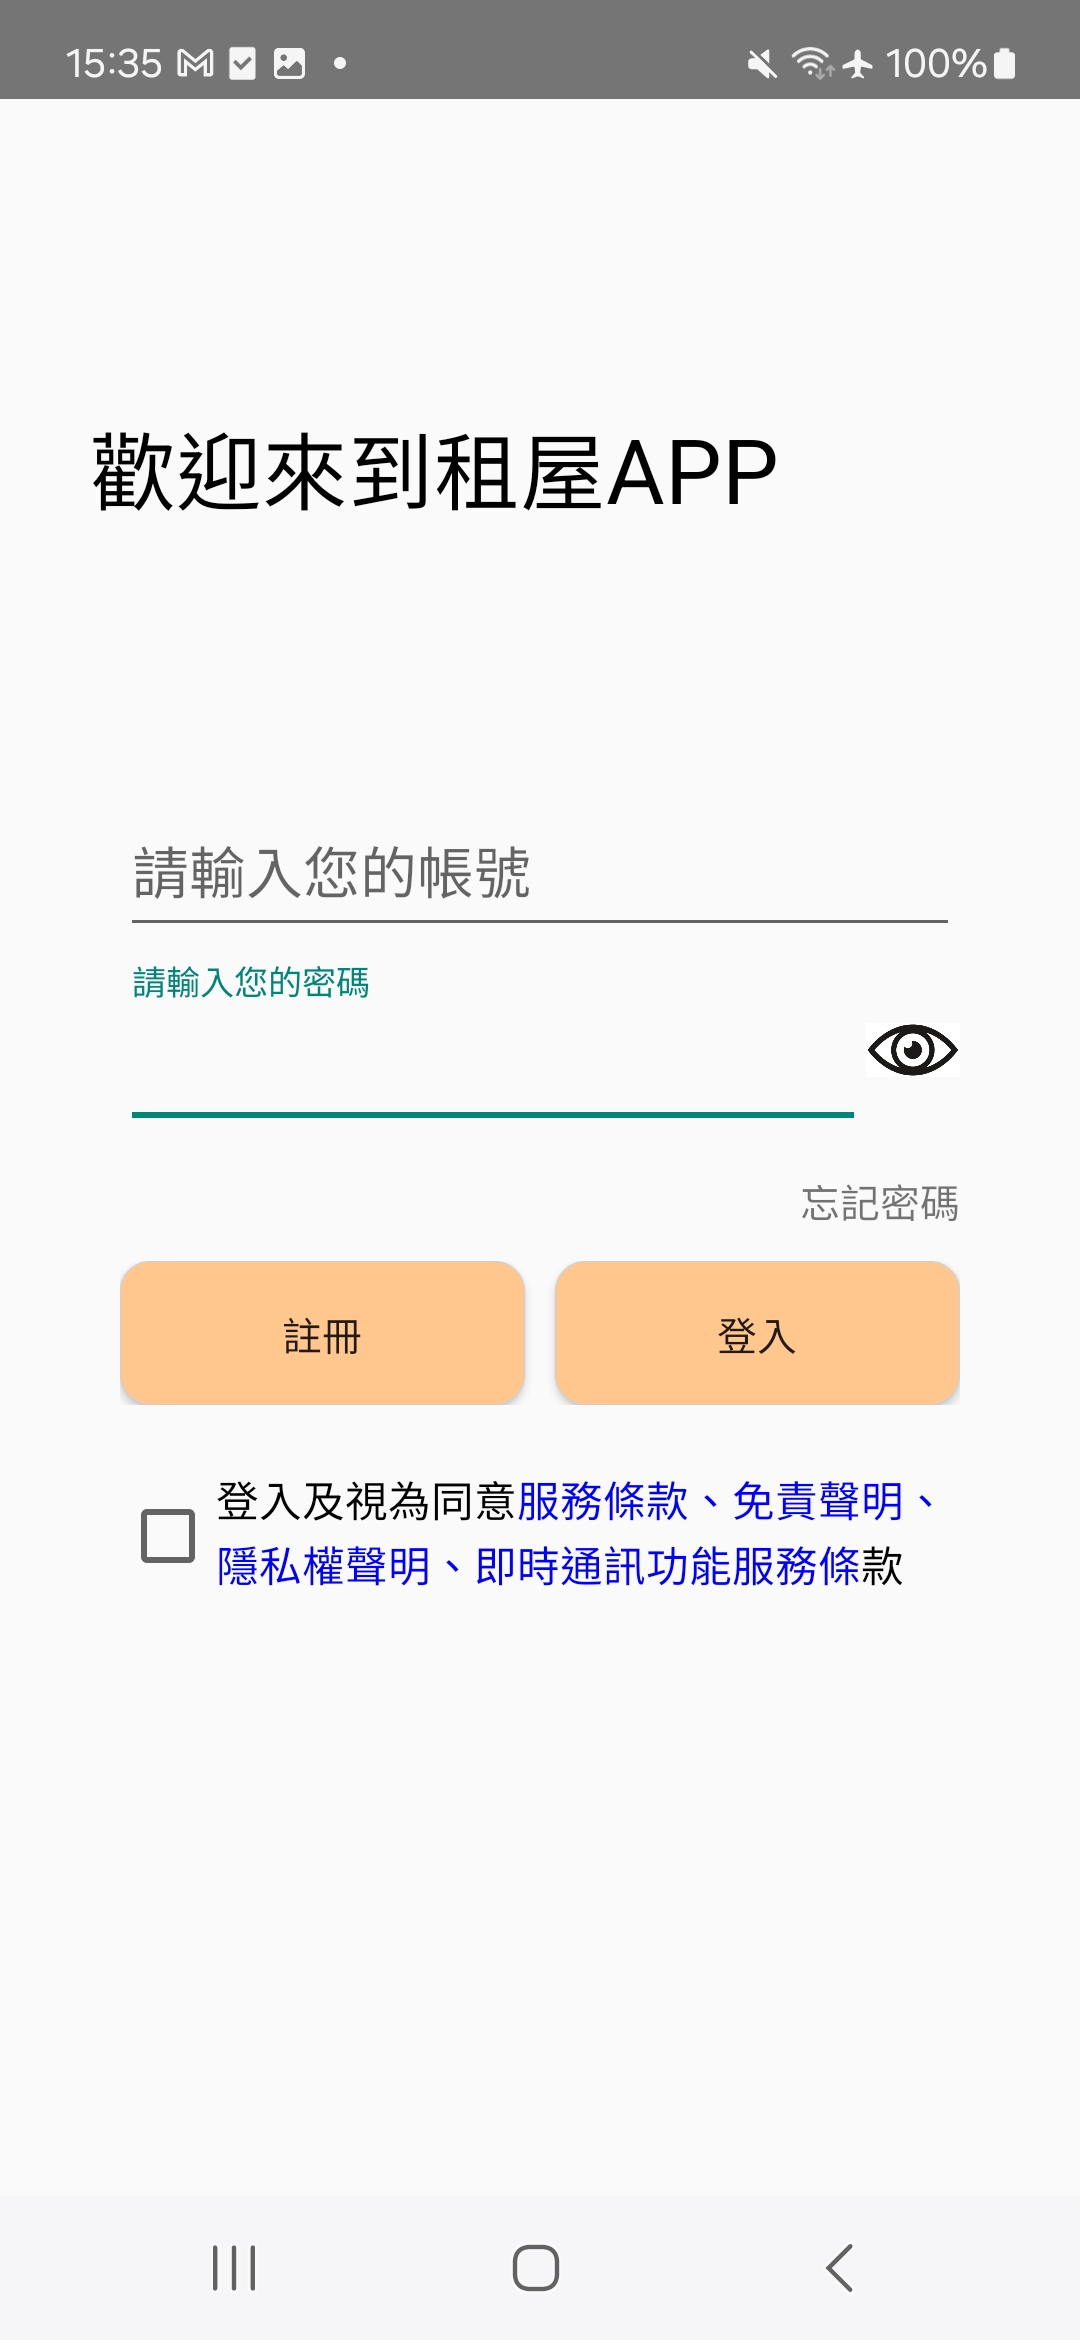 15:35
100%
歡迎來到租屋APP
請輸入您的帳號
請輸入您的密碼
忘記密碼
註冊
登入
登入及視為同意服務條款、免責聲明、
隱私權聲明、即時通訊功能服務條款